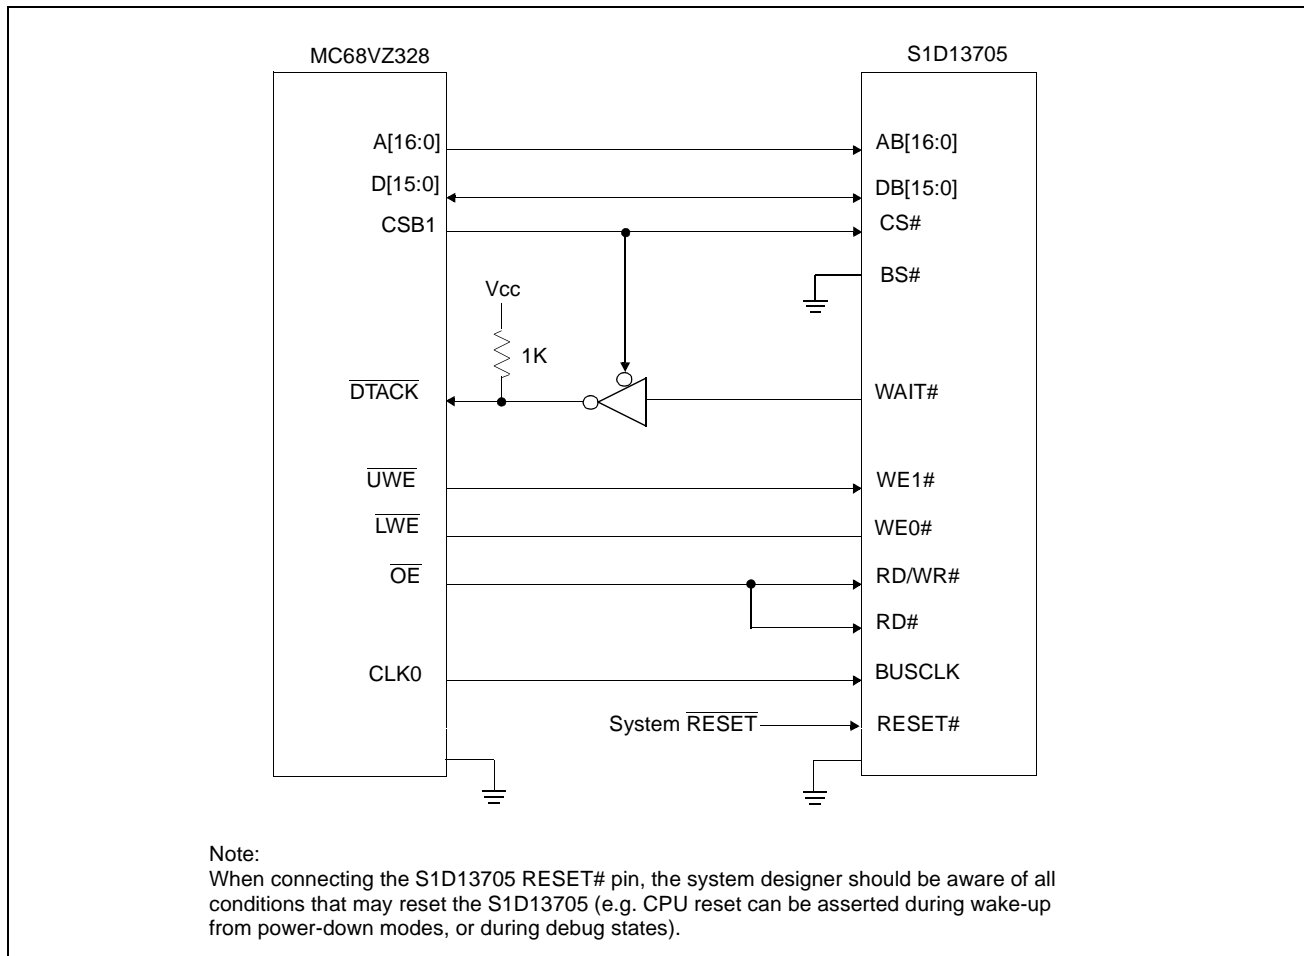 MC68VZ328 S1D13705
A[16:0] AB[16:0]
D[15:0] DB[15:0]
CSB1 CS#
BS#
Vcc
1K
DTACK WAIT#
UWE WE1#
LWE WE0#
OE RD/WR#
RD#
CLK0 BUSCLK
System RESET RESET#
Note:
When connecting the S1D13705 RESET# pin, the system designer should be aware of all
conditions that may reset the S1D13705 (e.g. CPU reset can be asserted during wake-up
from power-down modes, or during debug states).